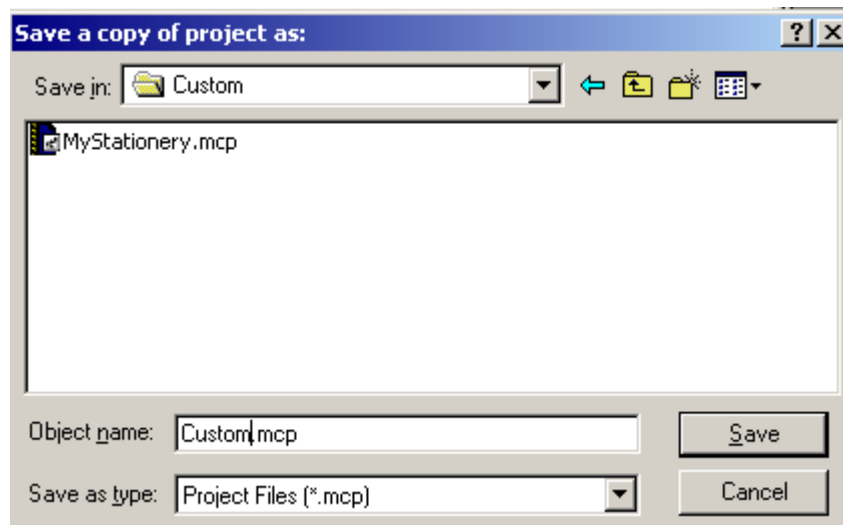 Save a copy of project as:
Save in: Custom
MyStationery.mcp
Object name: Custom.mcp Save
Save as type: Project Files (*.mcp) Cancel